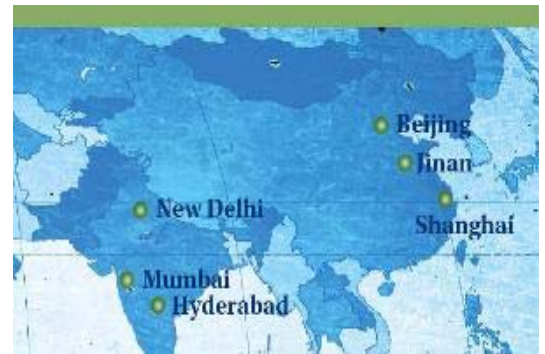 Beijing
Jinan
New Delhi
Shanghai
Mumbai
Hyderabad